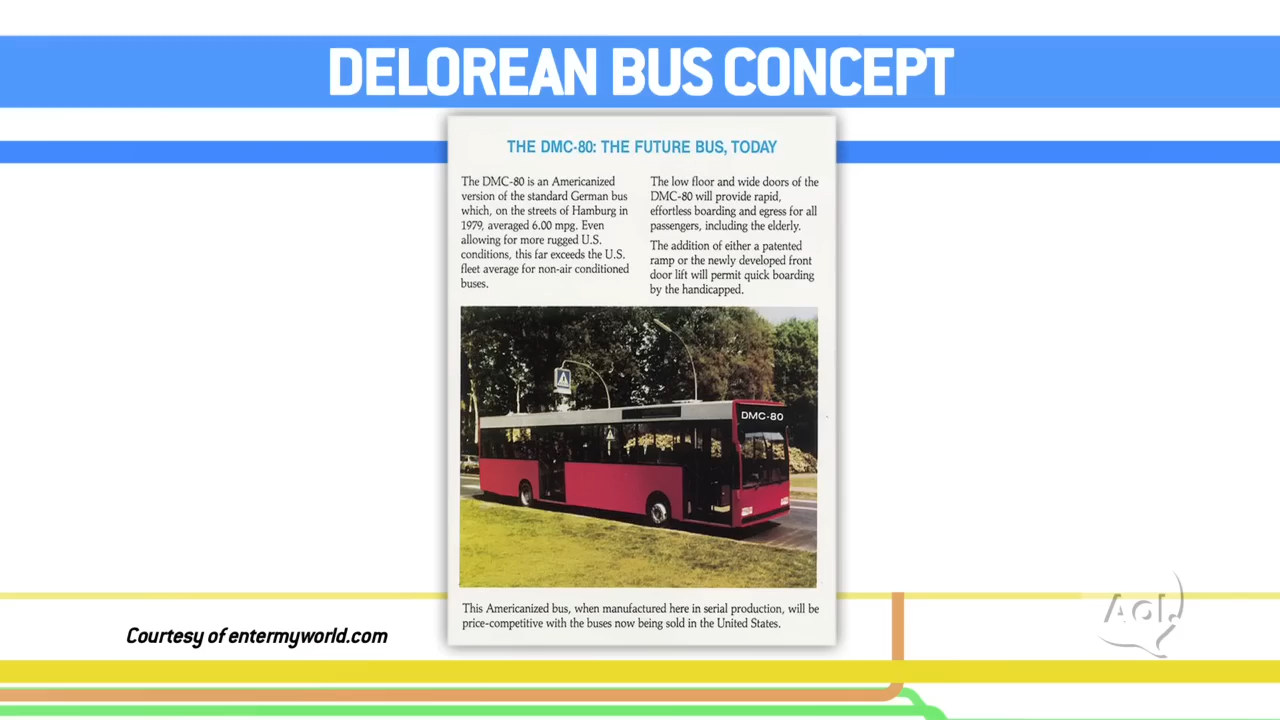 DELOREAN BUS CONCEPT
THE DMC-80: THE FUTURE BUS, TODAY
The DMC-80 is an Americanized
version of the standard German bus
which, on the streets of Hamburg in
1979, averaged 6.00 mpg. Even
allowing for more rugged U.S.
conditions, this far exceeds the U.S.
fleet average for non-air conditioned
buses.
The low floor and wide doors of the
DMC-80 will provide rapid,
effortless boarding and egress for all
passengers, including the elderly.
The addition of either a patented
ramp or the newly developed front
door lift will permit quick boarding
by the handicapped.
DMC-80
This Americanized bus, when manufactured here in serial production, will be
price-competitive with the buses now being sold in the United States.
Courtesy of entermyworld.com